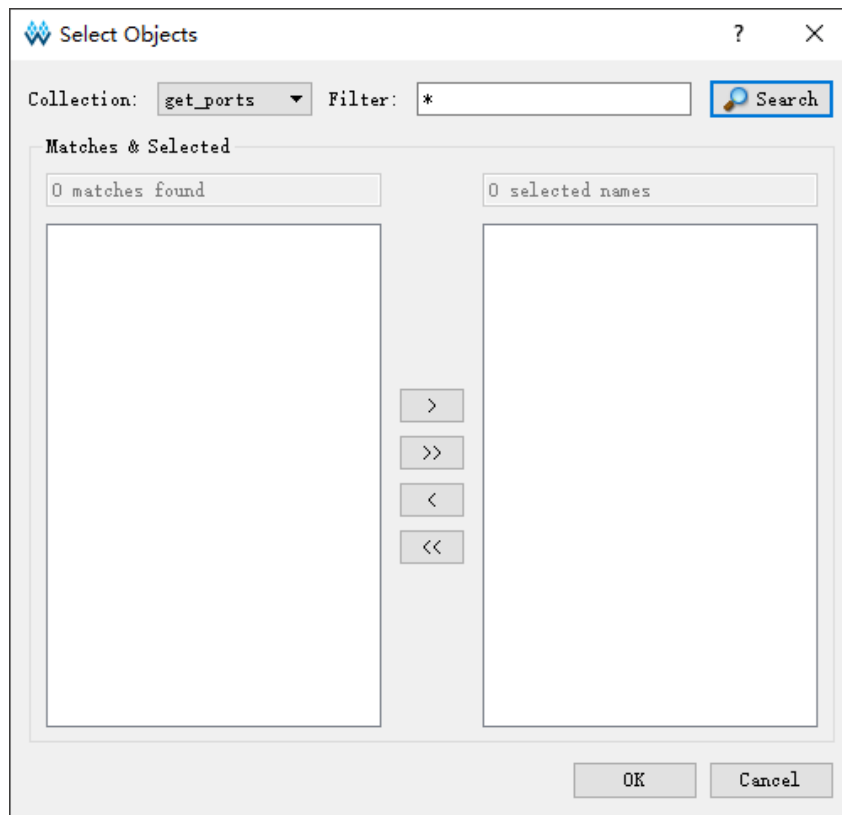 Select Objects ?
Collection: get_ports Filter: * Search
Matches & Selected
0 matches found 0 selected names
>
>>
<
<<
OK Cancel